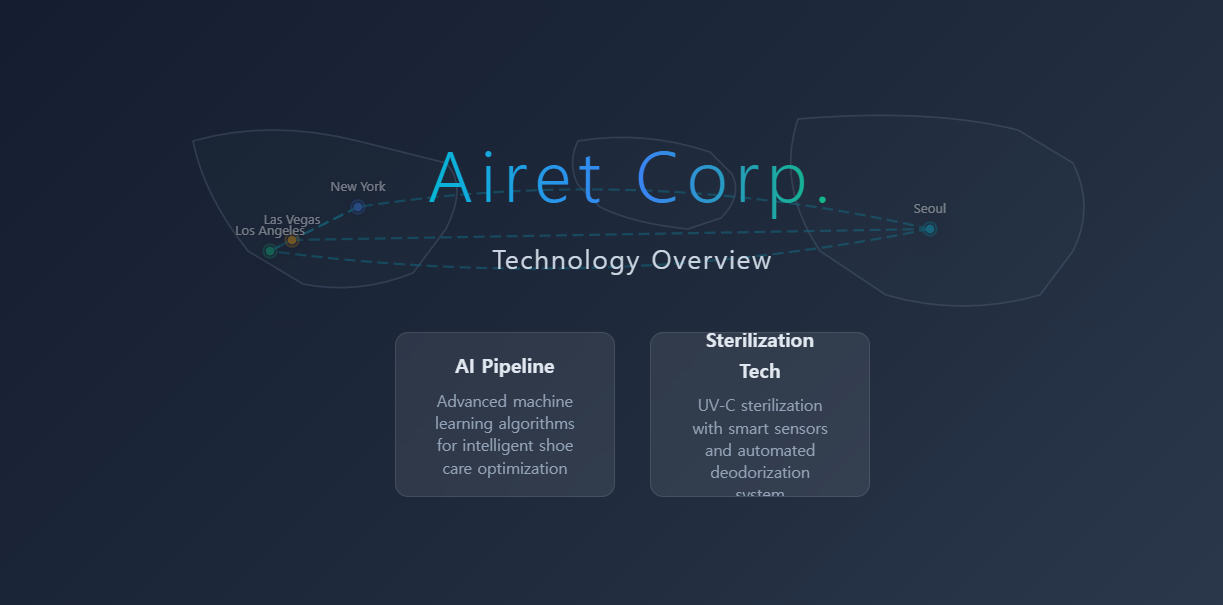 Airet Corp.
New York
Las Vegas
Los Angeles
Seoul
Technology Overview
AI Pipeline
Advanced machine
learning algorithms
for intelligent shoe
care optimization
Sterilization
Tech
UV-C sterilization
with smart sensors
and automated
deodorization
system